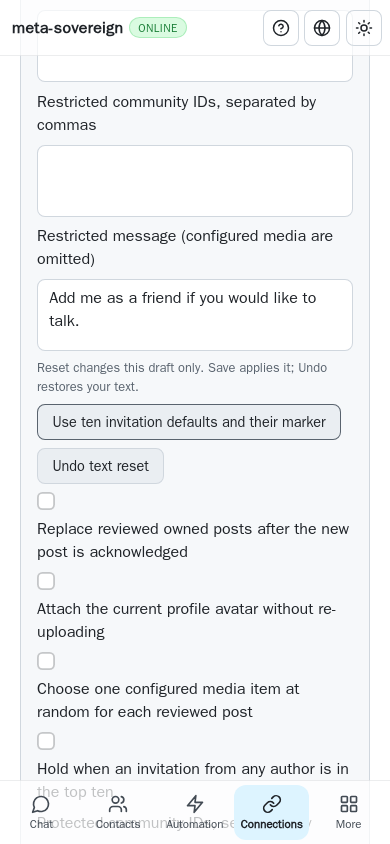 meta-sovereign ONLINE
Restricted community IDs, separated by
commas
Restricted message (configured media are
omitted)
Add me as a friend if you would like to
talk.
Reset changes this draft only. Save applies it; Undo
restores your text.
Use ten invitation defaults and their marker
Undo text reset
Replace reviewed owned posts after the new
post is acknowledged
Attach the current profile avatar without re-
uploading
Choose one configured media item at
random for each reviewed post
Hold when an invitation from any author is in
the top ten
Chat Contacts Automation Connections More